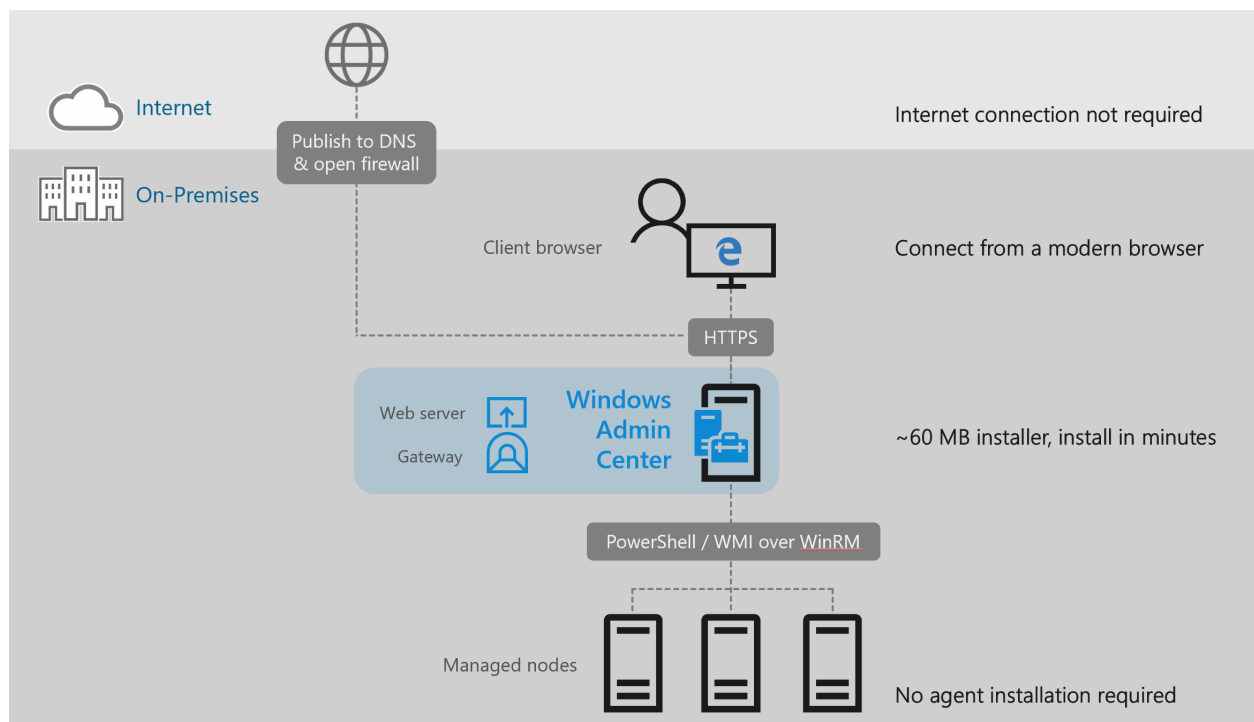 Internet
Publish to DNS
& open firewall
Internet connection not required
On-Premises
Client browser
Connect from a modern browser
HTTPS
Web server
Gateway
Windows
Admin
Center
~60 MB installer, install in minutes
PowerShell / WMI over WinRM
Managed nodes
No agent installation required